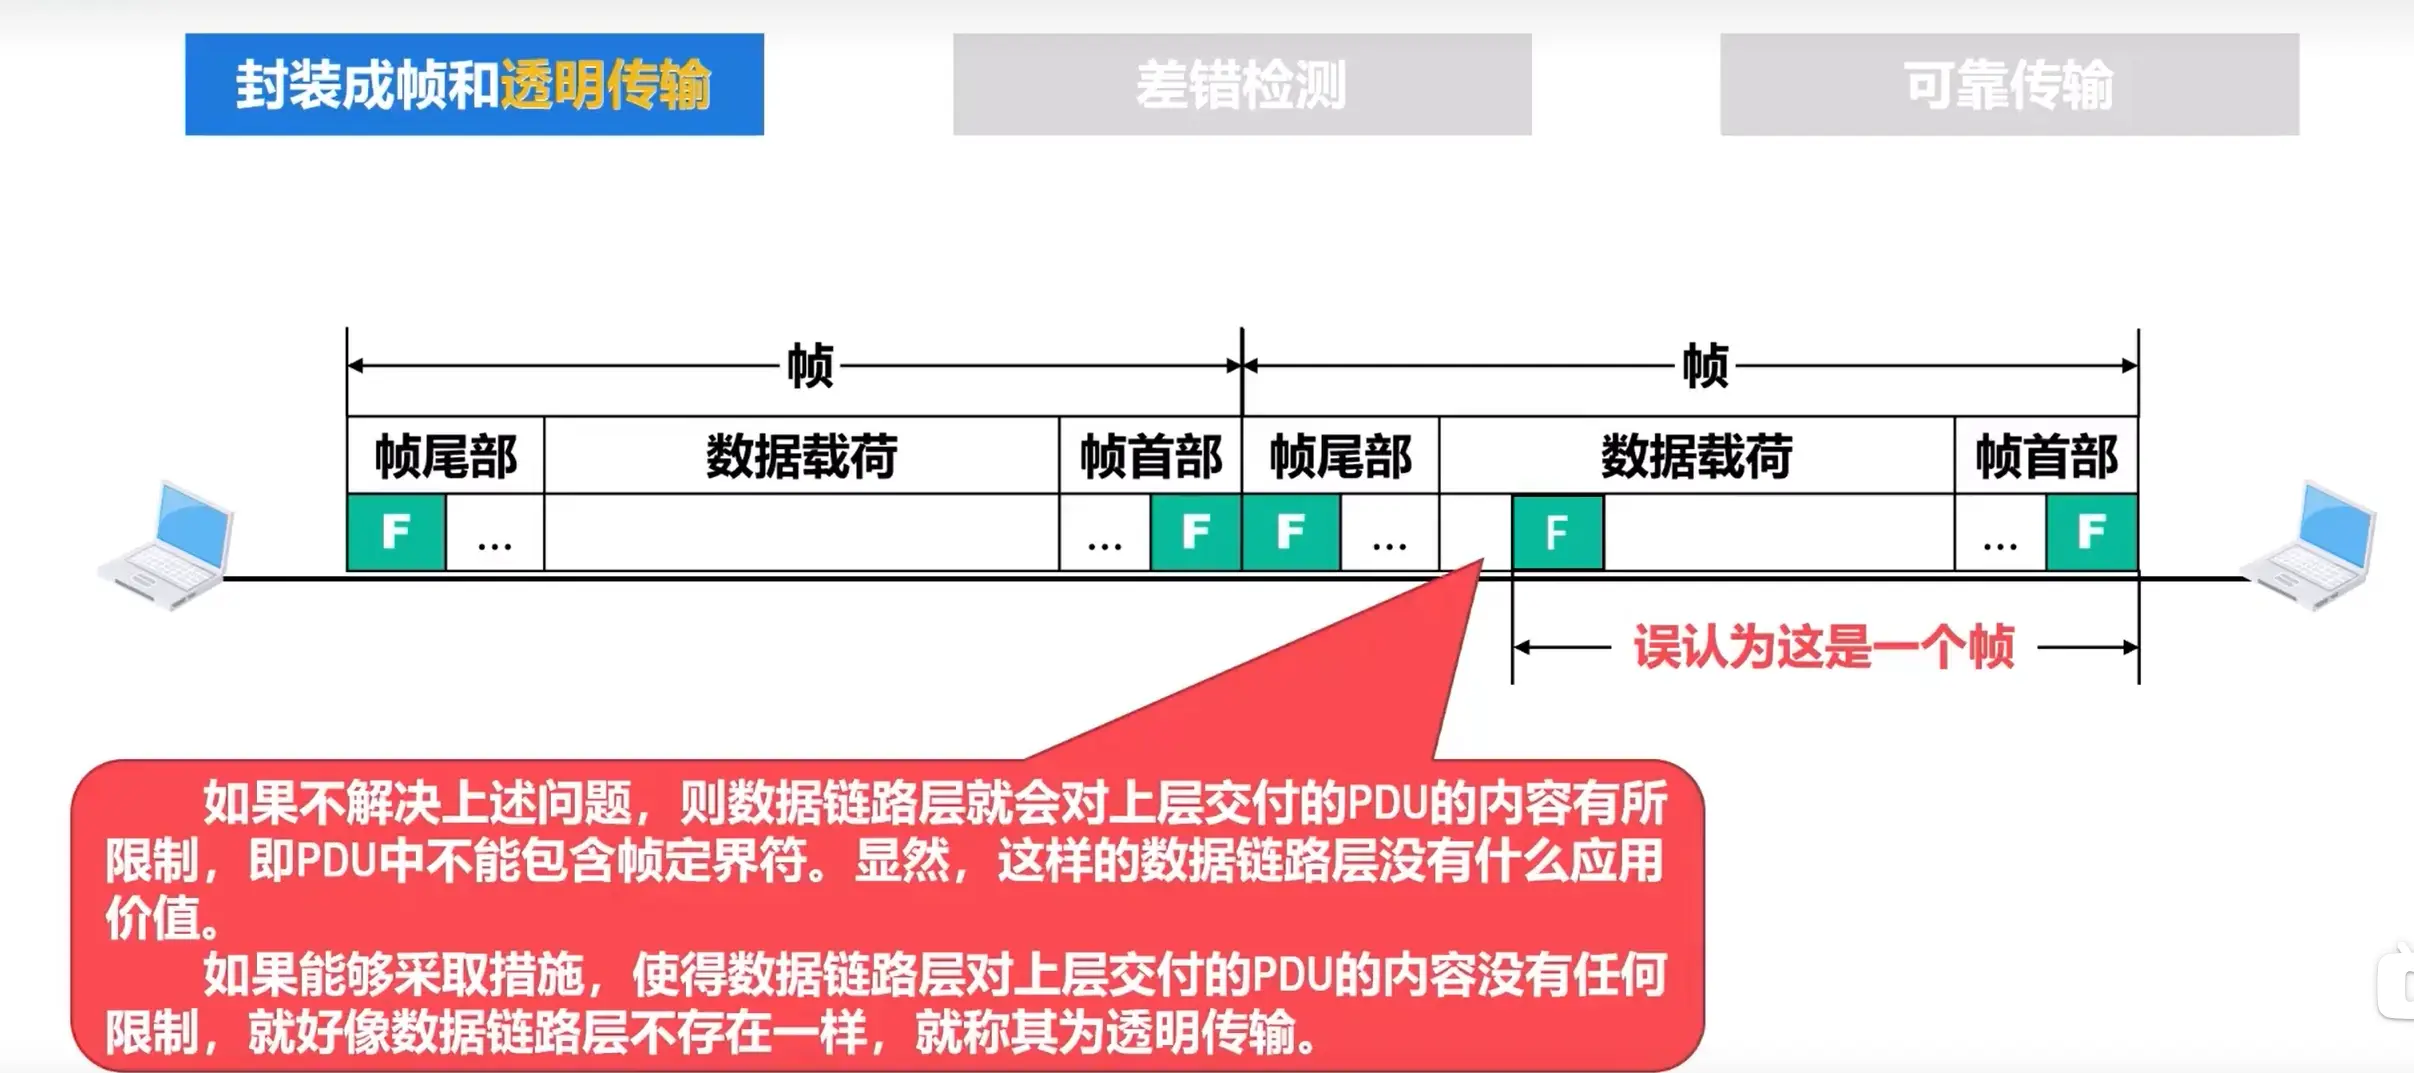 封装成帧和透明传输
差错检测
可靠传输
帧
帧
帧尾部
数据载荷
帧首部
帧尾部
数据载荷
帧首部
F
...
...
F
F
...
F
...
F
误认为这是一个帧
如果不解决上述问题，则数据链路层就会对上层交付的PDU的内容有所
限制，即PDU中不能包含帧定界符。显然，这样的数据链路层没有什么应用
价值。
如果能够采取措施，使得数据链路层对上层交付的PDU的内容没有任何
限制，就好像数据链路层不存在一样，就称其为透明传输。